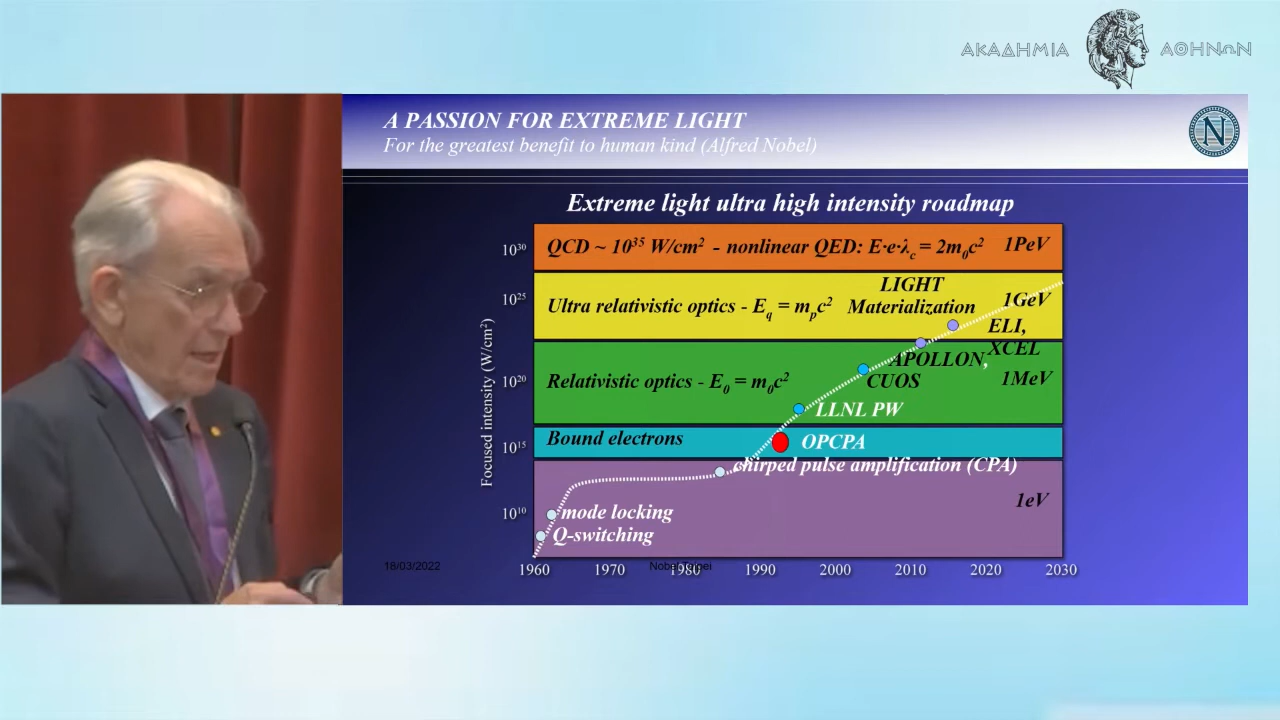 ΑΚΑΔΗΜΙΑ ΑΘΗΝΩΝ
A PASSION FOR EXTREME LIGHT
For the greatest benefit to human kind (Alfred Nobel)
N
Extreme light ultra high intensity roadmap
Focused intensity (W/cm²)
10³⁰
10²⁵
10²⁰
10¹⁵
10¹⁰
QCD ~ 10³⁵ W/cm² - nonlinear QED: E·e·λc = 2m₀c² 1PeV
LIGHT
Ultra relativistic optics - Eq = mpc² Materialization 1GeV
ELI,
XCEL
APOLLON,
Relativistic optics - E₀ = m₀c² CUOS 1MeV
LLNL PW
Bound electrons OPCPA
chirped pulse amplification (CPA)
1eV
mode locking
Q-switching
18/03/2022 Nobel Taipei
1960 1970 1980 1990 2000 2010 2020 2030